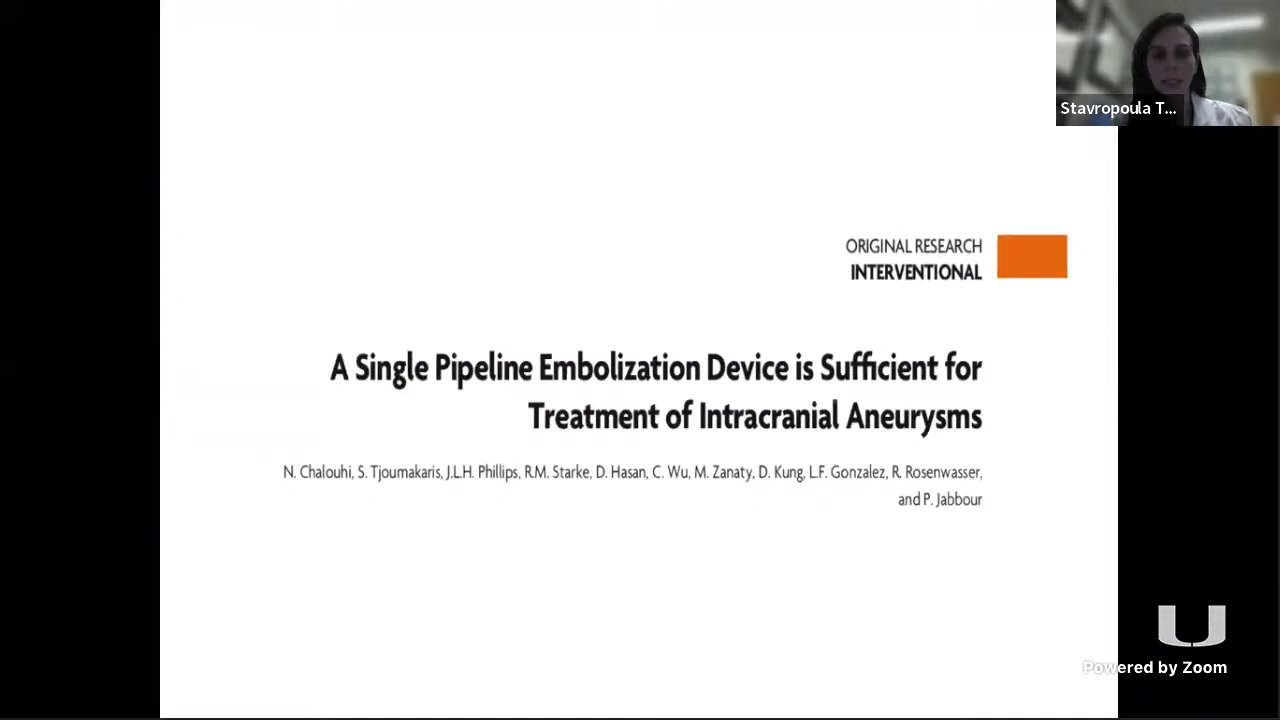 Stavropoula T...
ORIGINAL RESEARCH
INTERVENTIONAL
A Single Pipeline Embolization Device is Sufficient for
Treatment of Intracranial Aneurysms
N. Chalouhi, S. Tjoumakaris, J.L.H. Phillips, R.M. Starke, D. Hasan, C. Wu, M. Zanaty, D. Kung, L.F. Gonzalez, R. Rosenwasser,
and P. Jabbour
U
Powered by Zoom